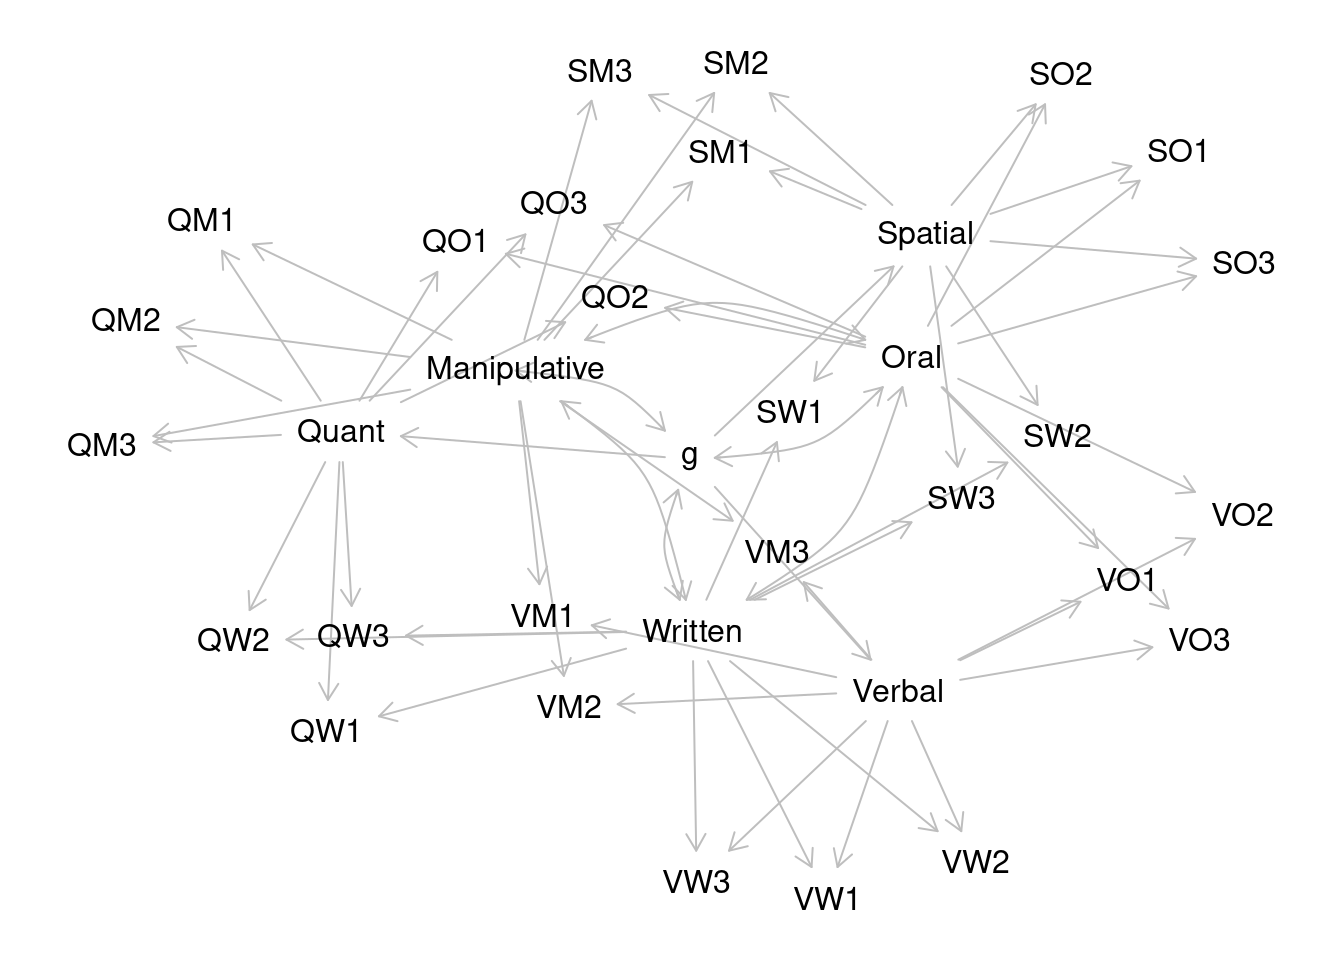 SM2
SM3
SO2
SM1
SO1
QO3
QM1
QO1
Spatial
SO3
QO2
QM2
Oral
Manipulative
SW1
Quant
SW2
QM3
g
SW3
VO2
VM3
VO1
VM1
Written
QW3
QW2
VO3
Verbal
VM2
QW1
VW2
VW3
VW1